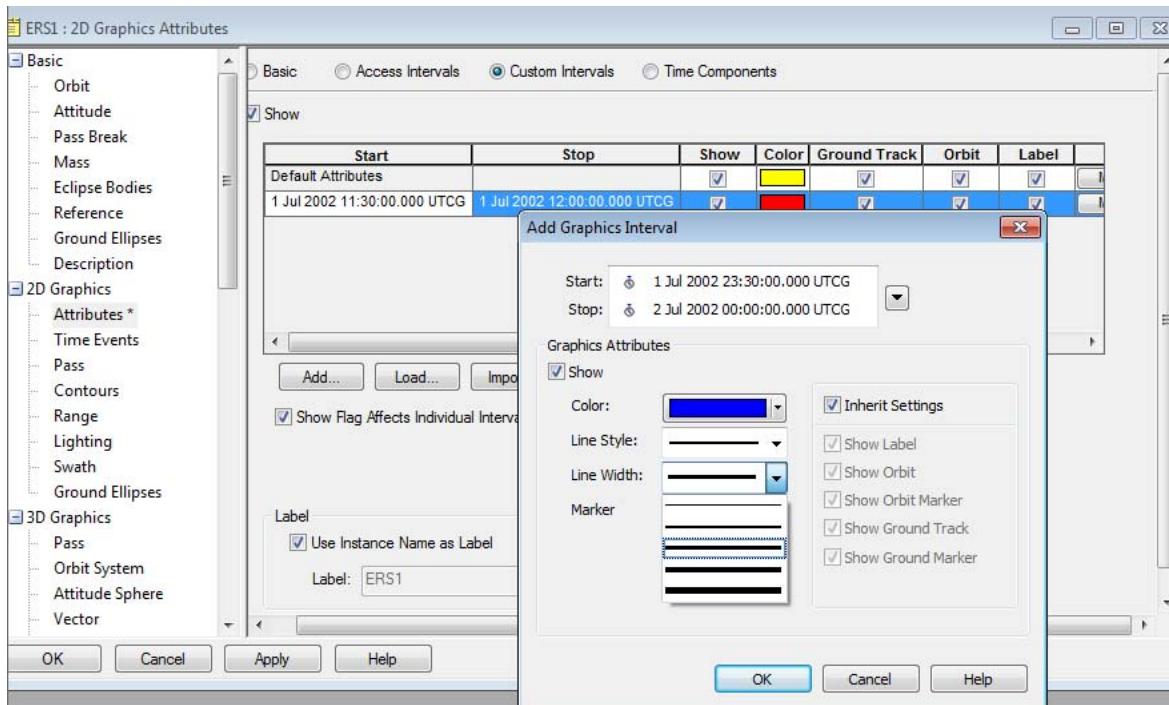 ERS1 : 2D Graphics Attributes
Basic
Orbit
Attitude
Pass Break
Mass
Eclipse Bodies
Reference
Ground Ellipses
Description
2D Graphics
Attributes *
Time Events
Pass
Contours
Range
Lighting
Swath
Ground Ellipses
3D Graphics
Pass
Orbit System
Attitude Sphere
Vector
Basic Access Intervals Custom Intervals Time Components
Show
Start Stop Show Color Ground Track Orbit Label
Default Attributes
1 Jul 2002 11:30:00.000 UTCG 1 Jul 2002 12:00:00.000 UTCG
Add... Load... Impo
Show Flag Affects Individual Interva
Label
Use Instance Name as Label
Label: ERS1
OK Cancel Apply Help
Add Graphics Interval
Start: 1 Jul 2002 23:30:00.000 UTCG
Stop: 2 Jul 2002 00:00:00.000 UTCG
Graphics Attributes
Show
Color:
Line Style:
Line Width:
Marker
Inherit Settings
Show Label
Show Orbit
Show Orbit Marker
Show Ground Track
Show Ground Marker
OK Cancel Help